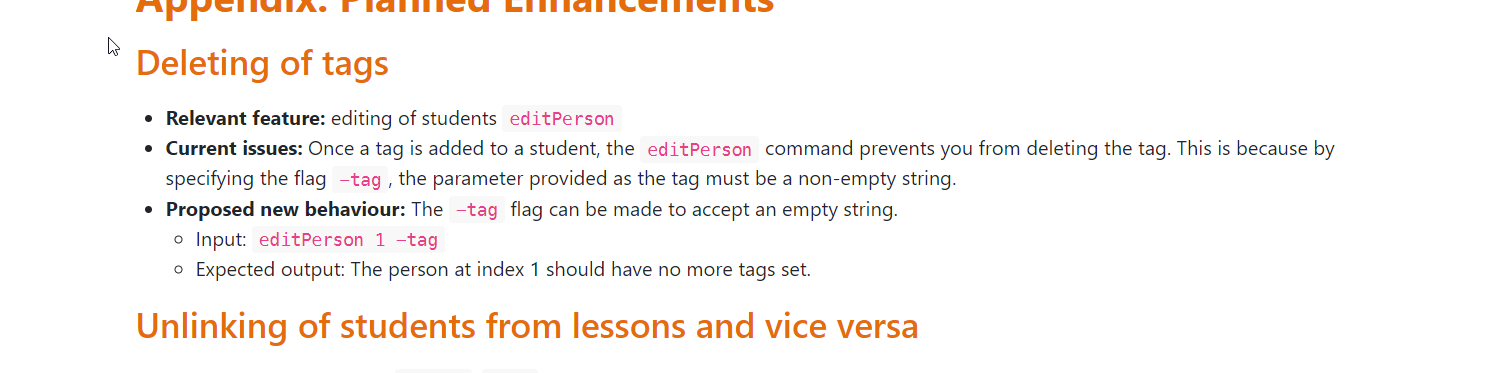 Appendix: Planned Enhancements
Deleting of tags
• Relevant feature: editing of students editPerson
• Current issues: Once a tag is added to a student, the editPerson command prevents you from deleting the tag. This is because by
specifying the flag —tag, the parameter provided as the tag must be a non-empty string.
• Proposed new behaviour: The —tag flag can be made to accept an empty string.
◦ Input: editPerson 1 —tag
◦ Expected output: The person at index 1 should have no more tags set.
Unlinking of students from lessons and vice versa